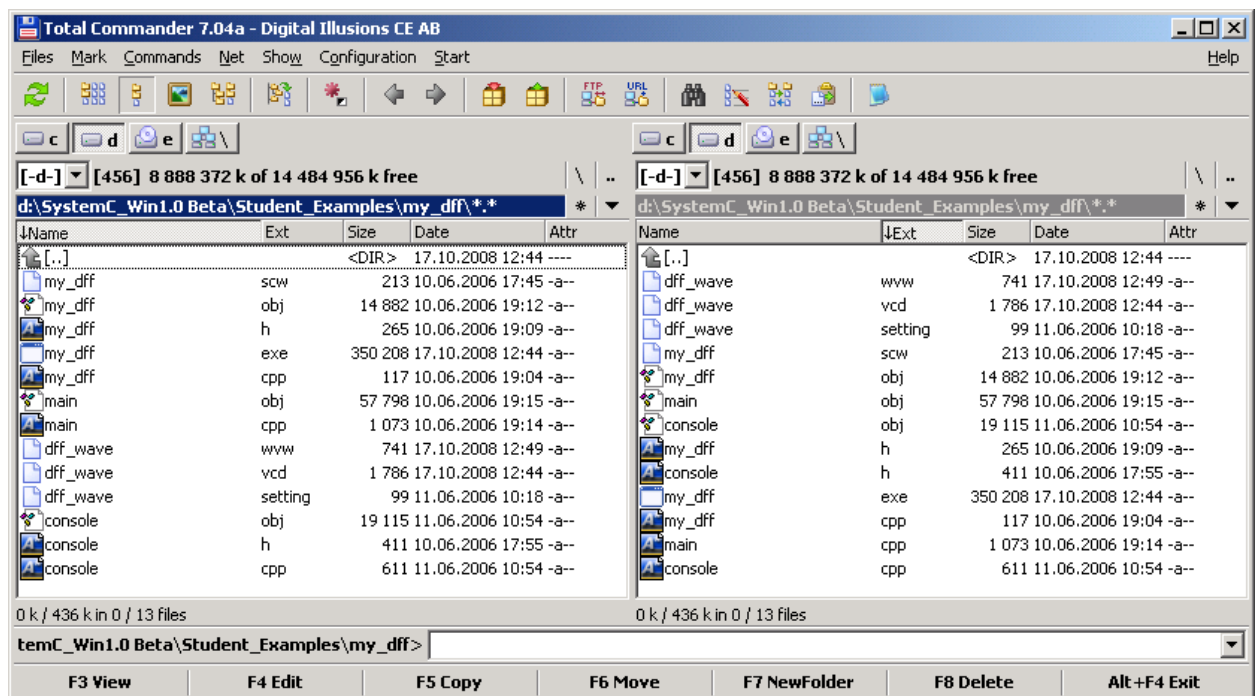 Total Commander 7.04a - Digital Illusions CE AB
Files Mark Commands Net Show Configuration Start Help
FTP URL
c d e \
[-d-] [456] 8 888 372 k of 14 484 956 k free \ ..
d:\SystemC_Win1.0 Beta\Student_Examples\my_dff\*.* *
↓Name Ext Size Date Attr
[..] <DIR> 17.10.2008 12:44 ----
my_dff scw 213 10.06.2006 17:45 -a--
my_dff obj 14 882 10.06.2006 19:12 -a--
my_dff h 265 10.06.2006 19:09 -a--
my_dff exe 350 208 17.10.2008 12:44 -a--
my_dff cpp 117 10.06.2006 19:04 -a--
main obj 57 798 10.06.2006 19:15 -a--
main cpp 1 073 10.06.2006 19:14 -a--
dff_wave wvw 741 17.10.2008 12:49 -a--
dff_wave vcd 1 786 17.10.2008 12:44 -a--
dff_wave setting 99 11.06.2006 10:18 -a--
console obj 19 115 11.06.2006 10:54 -a--
console h 411 10.06.2006 17:55 -a--
console cpp 611 11.06.2006 10:54 -a--
0 k / 436 k in 0 / 13 files
c d e \
[-d-] [456] 8 888 372 k of 14 484 956 k free \ ..
d:\SystemC_Win1.0 Beta\Student_Examples\my_dff\*.* *
Name ↓Ext Size Date Attr
[..] <DIR> 17.10.2008 12:44 ----
dff_wave wvw 741 17.10.2008 12:49 -a--
dff_wave vcd 1 786 17.10.2008 12:44 -a--
dff_wave setting 99 11.06.2006 10:18 -a--
my_dff scw 213 10.06.2006 17:45 -a--
my_dff obj 14 882 10.06.2006 19:12 -a--
main obj 57 798 10.06.2006 19:15 -a--
console obj 19 115 11.06.2006 10:54 -a--
my_dff h 265 10.06.2006 19:09 -a--
console h 411 10.06.2006 17:55 -a--
my_dff exe 350 208 17.10.2008 12:44 -a--
my_dff cpp 117 10.06.2006 19:04 -a--
main cpp 1 073 10.06.2006 19:14 -a--
console cpp 611 11.06.2006 10:54 -a--
0 k / 436 k in 0 / 13 files
temC_Win1.0 Beta\Student_Examples\my_dff>
F3 View F4 Edit F5 Copy F6 Move F7 NewFolder F8 Delete Alt+F4 Exit